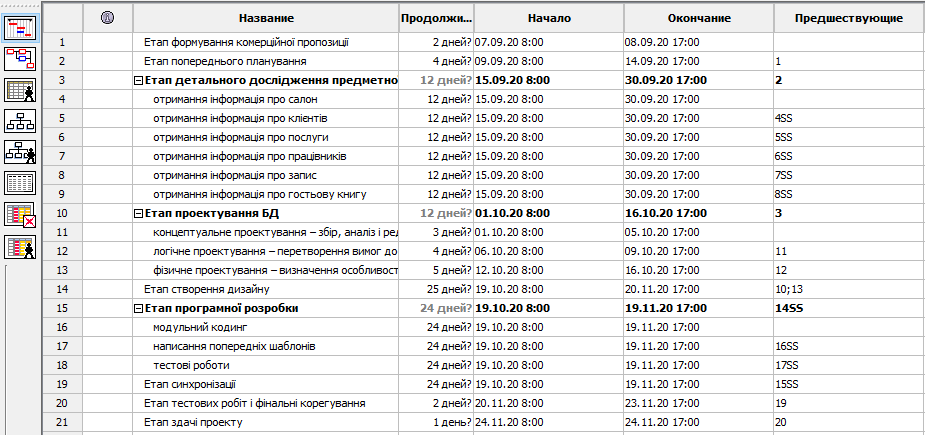 Название Продолжи... Начало Окончание Предшествующие
1 Етап формування комерційної пропозиції 2 дней? 07.09.20 8:00 08.09.20 17:00
2 Етап попереднього планування 4 дней? 09.09.20 8:00 14.09.20 17:00 1
3 Етап детального дослідження предметно 12 дней? 15.09.20 8:00 30.09.20 17:00 2
4 отримання інформація про салон 12 дней? 15.09.20 8:00 30.09.20 17:00
5 отримання інформація про клієнтів 12 дней? 15.09.20 8:00 30.09.20 17:00 4SS
6 отримання інформація про послуги 12 дней? 15.09.20 8:00 30.09.20 17:00 5SS
7 отримання інформація про працівників 12 дней? 15.09.20 8:00 30.09.20 17:00 6SS
8 отримання інформація про запис 12 дней? 15.09.20 8:00 30.09.20 17:00 7SS
9 отримання інформація про гостьову книгу 12 дней? 15.09.20 8:00 30.09.20 17:00 8SS
10 Етап проектування БД 12 дней? 01.10.20 8:00 16.10.20 17:00 3
11 концептуальне проектування – збір, аналіз і ред 3 дней? 01.10.20 8:00 05.10.20 17:00
12 логічне проектування – перетворення вимог до 4 дней? 06.10.20 8:00 09.10.20 17:00 11
13 фізичне проектування – визначення особливост 5 дней? 12.10.20 8:00 16.10.20 17:00 12
14 Етап створення дизайну 25 дней? 19.10.20 8:00 20.11.20 17:00 10;13
15 Етап програмної розробки 24 дней? 19.10.20 8:00 19.11.20 17:00 14SS
16 модульний кодинг 24 дней? 19.10.20 8:00 19.11.20 17:00
17 написання попередніх шаблонів 24 дней? 19.10.20 8:00 19.11.20 17:00 16SS
18 тестові роботи 24 дней? 19.10.20 8:00 19.11.20 17:00 17SS
19 Етап синхронізації 24 дней? 19.10.20 8:00 19.11.20 17:00 15SS
20 Етап тестових робіт і фінальні корегування 2 дней? 20.11.20 8:00 23.11.20 17:00 19
21 Етап здачі проекту 1 день? 24.11.20 8:00 24.11.20 17:00 20